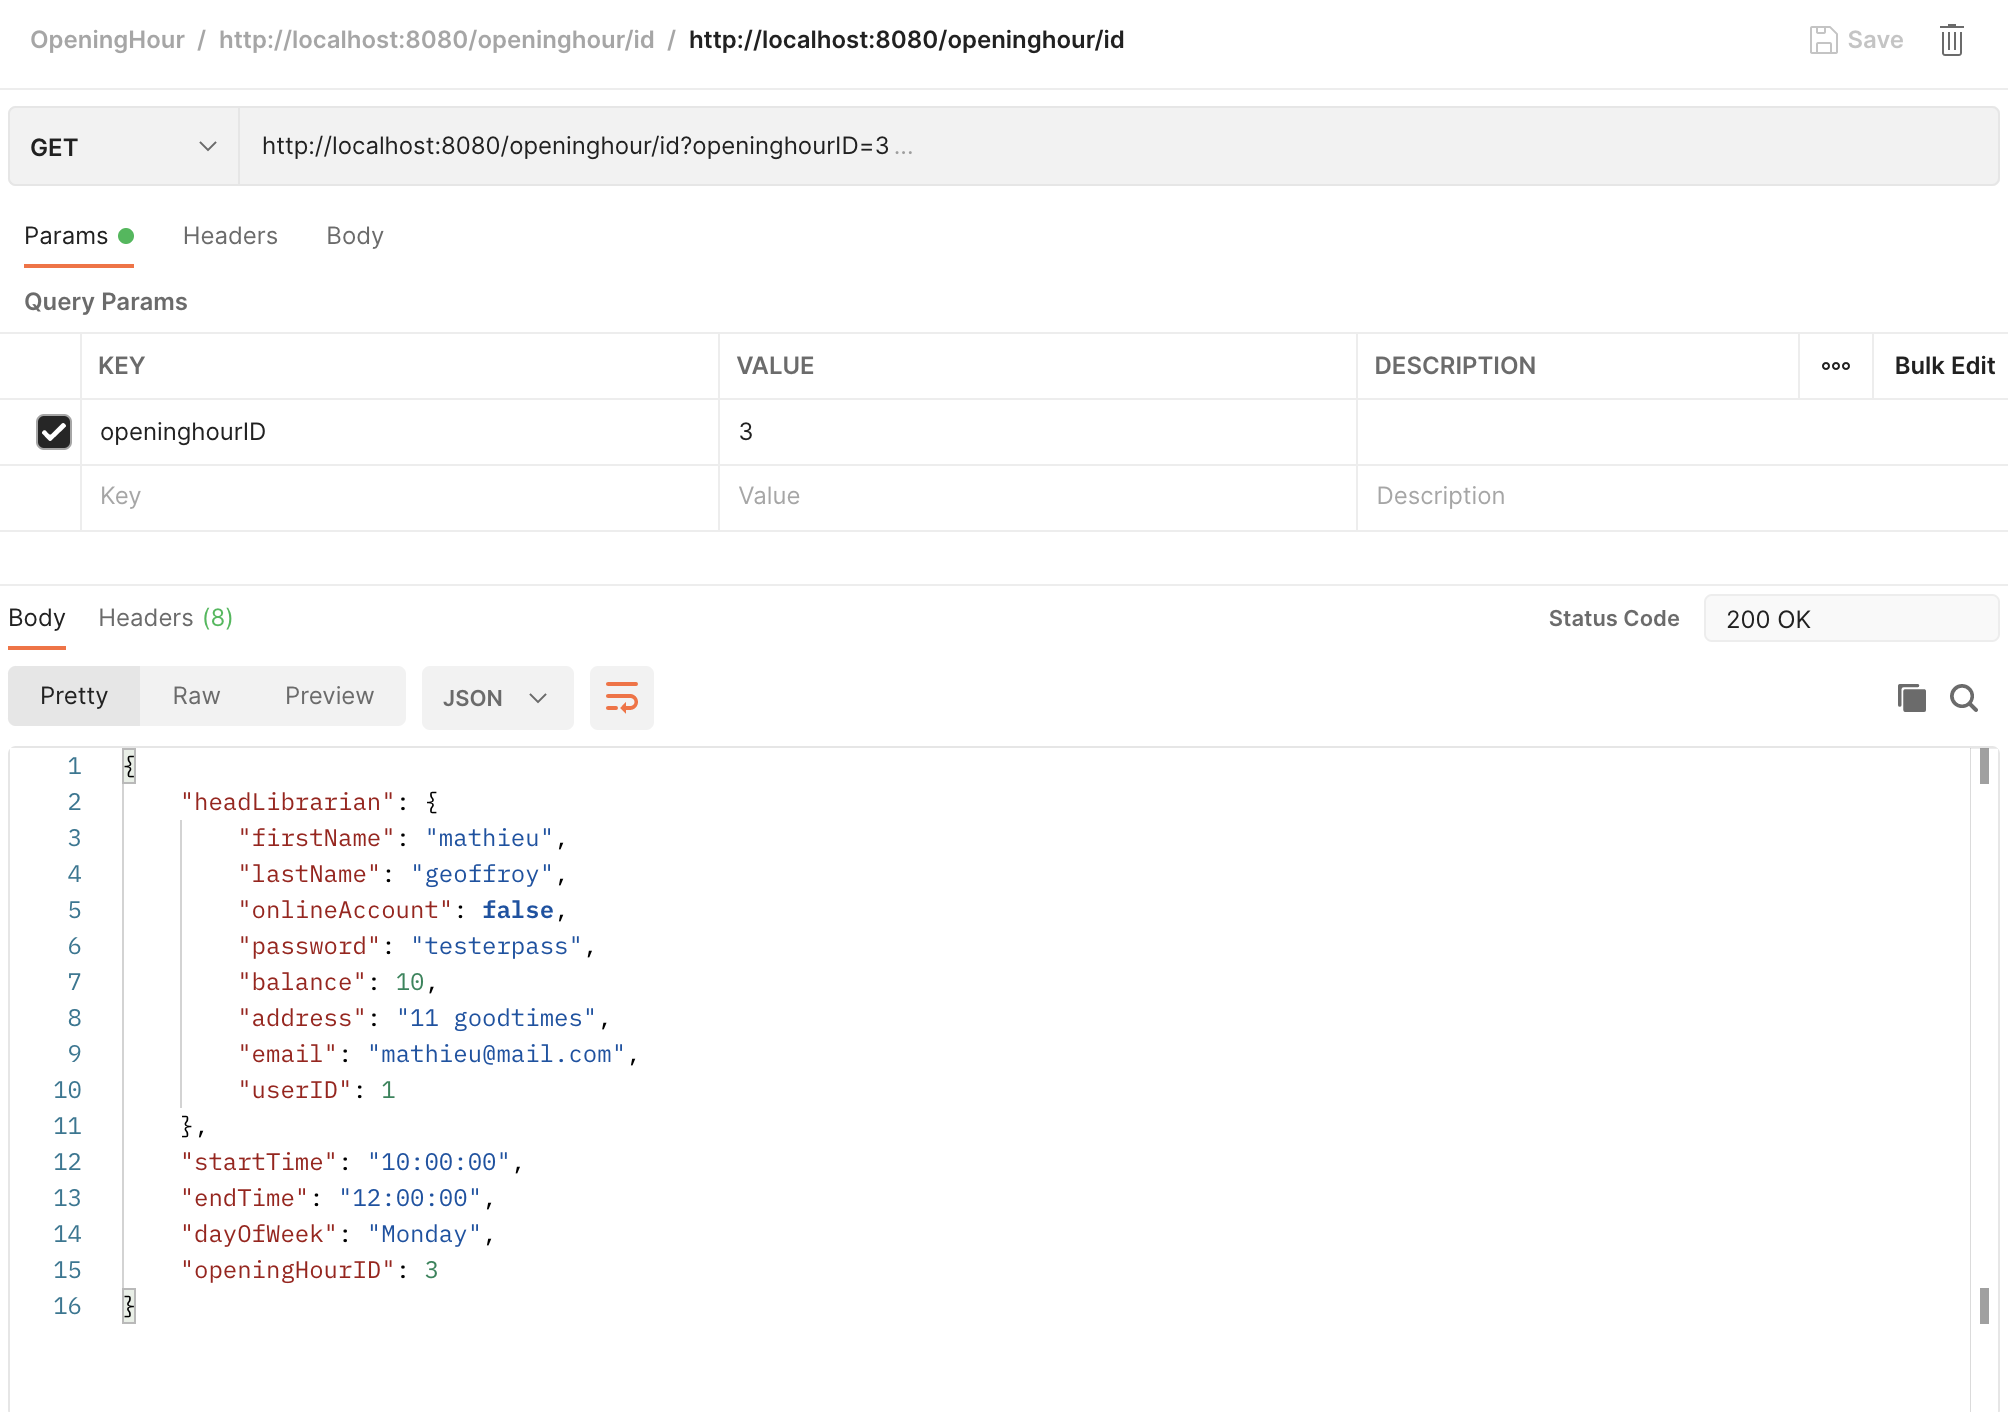 OpeningHour / http://localhost:8080/openinghour/id / http://localhost:8080/openinghour/id Save
GET http://localhost:8080/openinghour/id?openinghourID=3 ...
Params Headers Body
Query Params
KEY VALUE DESCRIPTION ooo Bulk Edit
openinghourID 3
Key Value Description
Body Headers (8) Status Code 200 OK
Pretty Raw Preview JSON
1 {
2 "headLibrarian": {
3 "firstName": "mathieu",
4 "lastName": "geoffroy",
5 "onlineAccount": false,
6 "password": "testerpass",
7 "balance": 10,
8 "address": "11 goodtimes",
9 "email": "mathieu@mail.com",
10 "userID": 1
11 },
12 "startTime": "10:00:00",
13 "endTime": "12:00:00",
14 "dayOfWeek": "Monday",
15 "openingHourID": 3
16 }